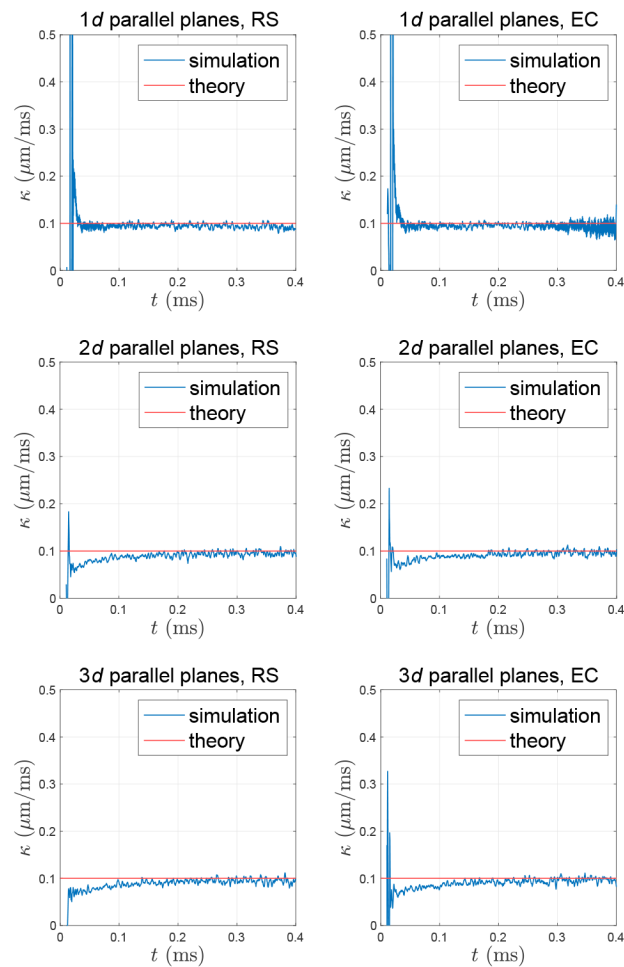 1d parallel planes, RS
0.5
0.4
0.3
0.2
0.1
0
0 0.1 0.2 0.3 0.4
κ (μm/ms)
t (ms)
simulation
theory
1d parallel planes, EC
0.5
0.4
0.3
0.2
0.1
0
0 0.1 0.2 0.3 0.4
κ (μm/ms)
t (ms)
simulation
theory
2d parallel planes, RS
0.5
0.4
0.3
0.2
0.1
0
0 0.1 0.2 0.3 0.4
κ (μm/ms)
t (ms)
simulation
theory
2d parallel planes, EC
0.5
0.4
0.3
0.2
0.1
0
0 0.1 0.2 0.3 0.4
κ (μm/ms)
t (ms)
simulation
theory
3d parallel planes, RS
0.5
0.4
0.3
0.2
0.1
0
0 0.1 0.2 0.3 0.4
κ (μm/ms)
t (ms)
simulation
theory
3d parallel planes, EC
0.5
0.4
0.3
0.2
0.1
0
0 0.1 0.2 0.3 0.4
κ (μm/ms)
t (ms)
simulation
theory